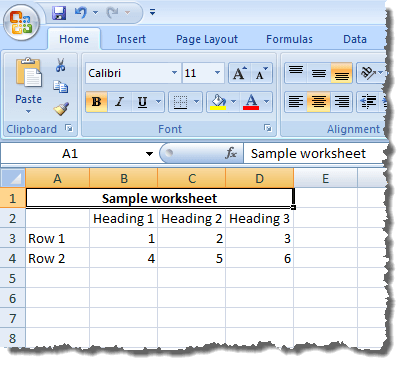 Home Insert Page Layout Formulas Data
Calibri 11 A A
Paste B I U A
Clipboard Font Alignment
A1 fx Sample worksheet
A B C D E
1 Sample worksheet
2 Heading 1 Heading 2 Heading 3
3 Row 1 1 2 3
4 Row 2 4 5 6
5
6
7
8